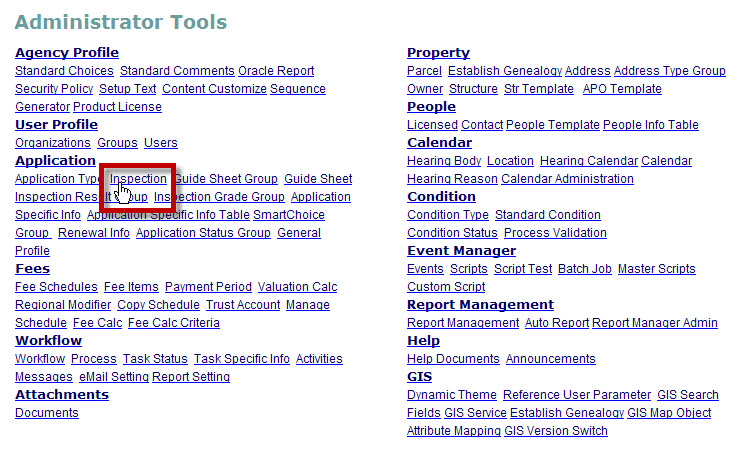 Administrator Tools
Agency Profile
Standard Choices Standard Comments Oracle Report
Security Policy Setup Text Content Customize Sequence
Generator Product License
User Profile
Organizations Groups Users
Application
Application Type Inspection Guide Sheet Group Guide Sheet
Inspection Result Group Inspection Grade Group Application
Specific Info Application Specific Info Table SmartChoice
Group Renewal Info Application Status Group General
Profile
Fees
Fee Schedules Fee Items Payment Period Valuation Calc
Regional Modifier Copy Schedule Trust Account Manage
Schedule Fee Calc Fee Calc Criteria
Workflow
Workflow Process Task Status Task Specific Info Activities
Messages eMail Setting Report Setting
Attachments
Documents
Property
Parcel Establish Genealogy Address Address Type Group
Owner Structure Str Template APO Template
People
Licensed Contact People Template People Info Table
Calendar
Hearing Body Location Hearing Calendar Calendar
Hearing Reason Calendar Administration
Condition
Condition Type Standard Condition
Condition Status Process Validation
Event Manager
Events Scripts Script Test Batch Job Master Scripts
Custom Script
Report Management
Report Management Auto Report Report Manager Admin
Help
Help Documents Announcements
GIS
Dynamic Theme Reference User Parameter GIS Search
Fields GIS Service Establish Genealogy GIS Map Object
Attribute Mapping GIS Version Switch